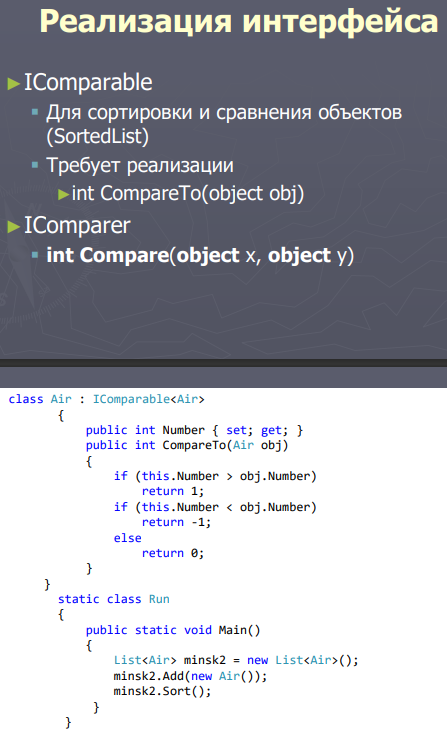 Реализация интерфейса
►IComparable
▪ Для сортировки и сравнения объектов
(SortedList)
▪ Требует реализации
►int CompareTo(object obj)
►IComparer
▪ int Compare(object x, object y)
class Air : IComparable<Air>
{
public int Number { set; get; }
public int CompareTo(Air obj)
{
if (this.Number > obj.Number)
return 1;
if (this.Number < obj.Number)
return -1;
else
return 0;
}
}
static class Run
{
public static void Main()
{
List<Air> minsk2 = new List<Air>();
minsk2.Add(new Air());
minsk2.Sort();
}
}